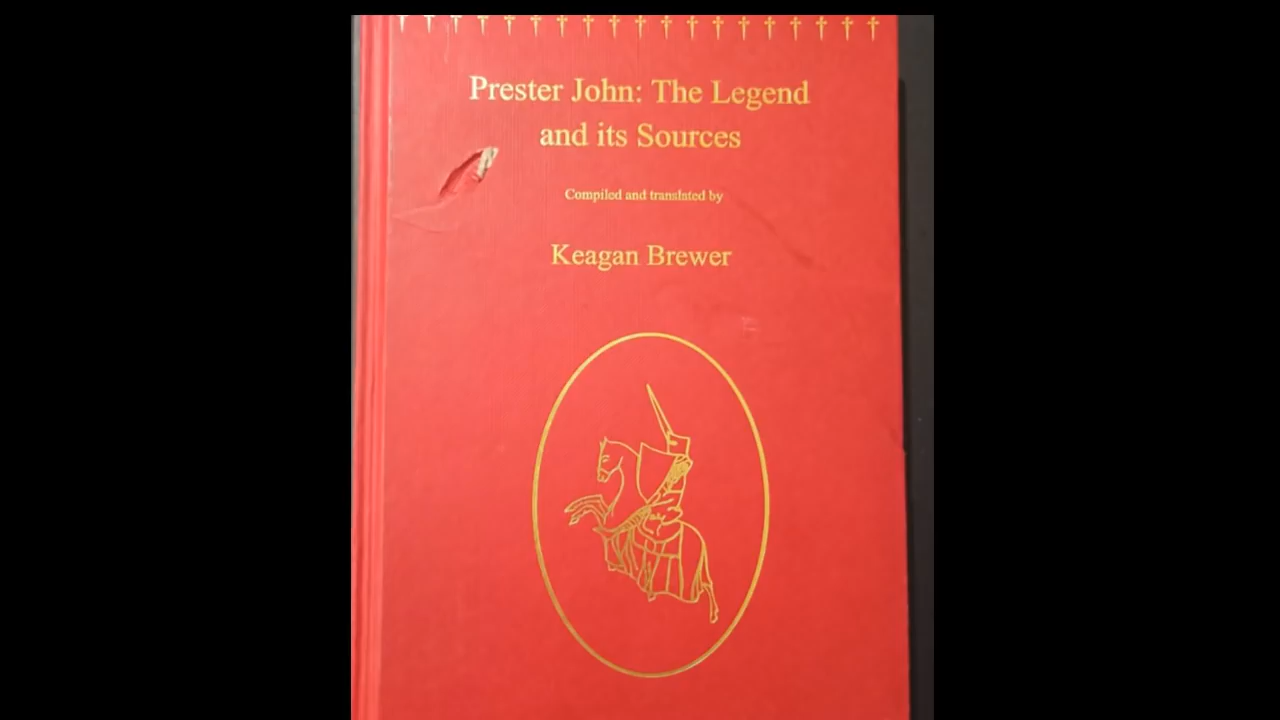 Prester John: The Legend
and its Sources
Compiled and translated by
Keagan Brewer